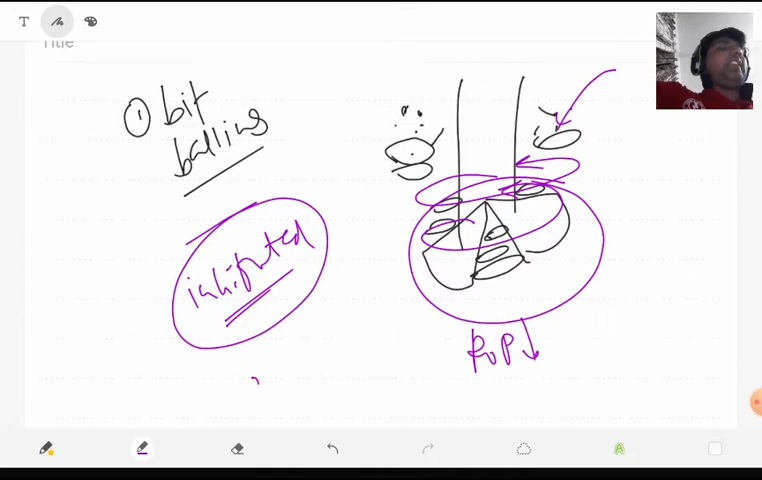 T
Title
① bit
balling
inhibited
ROP↓
A